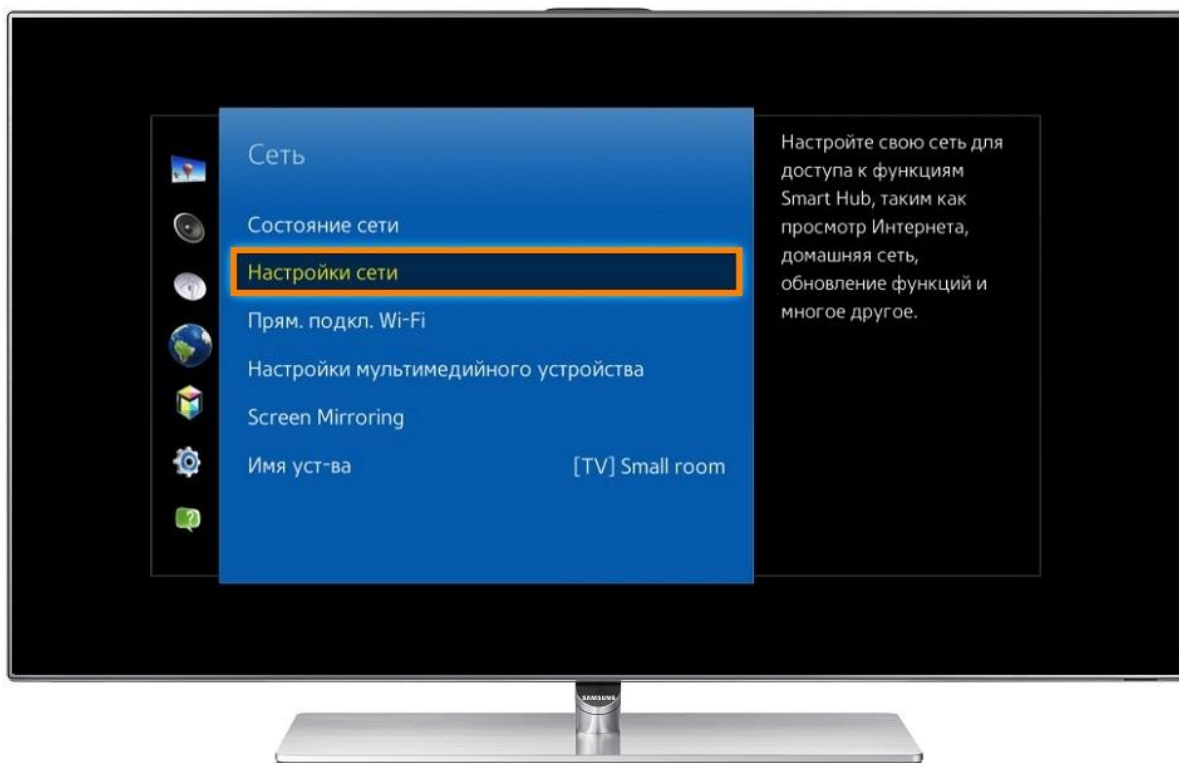 Сеть
Состояние сети
Настройки сети
Прям. подкл. Wi-Fi
Настройки мультимедийного устройства
Screen Mirroring
Имя уст-ва [TV] Small room
Настройте свою сеть для
доступа к функциям
Smart Hub, таким как
просмотр Интернета,
домашняя сеть,
обновление функций и
многое другое.
SAMSUNG